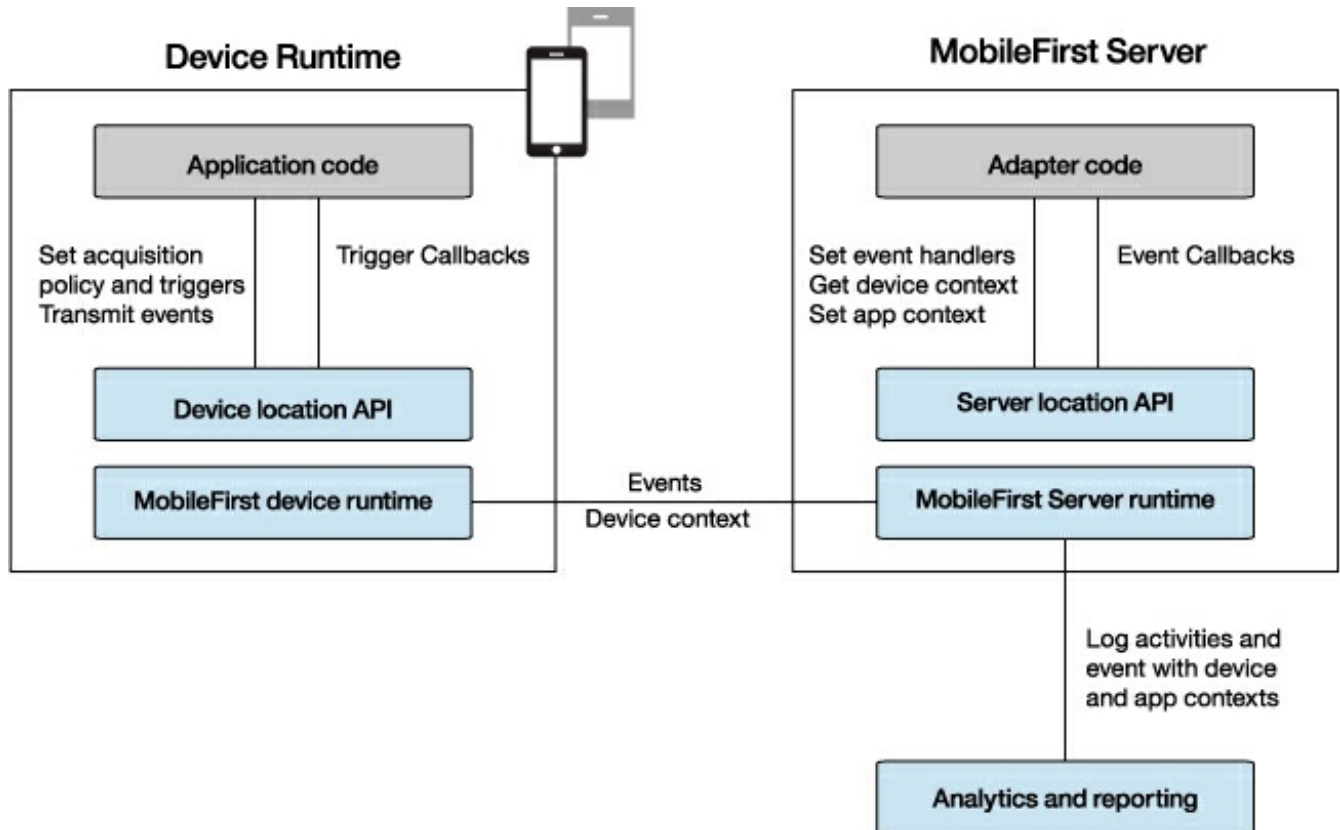 Device Runtime
Application code
Set acquisition
policy and triggers
Transmit events
Trigger Callbacks
Device location API
MobileFirst device runtime
Events
Device context
MobileFirst Server
Adapter code
Set event handlers
Get device context
Set app context
Event Callbacks
Server location API
MobileFirst Server runtime
Log activities and
event with device
and app contexts
Analytics and reporting